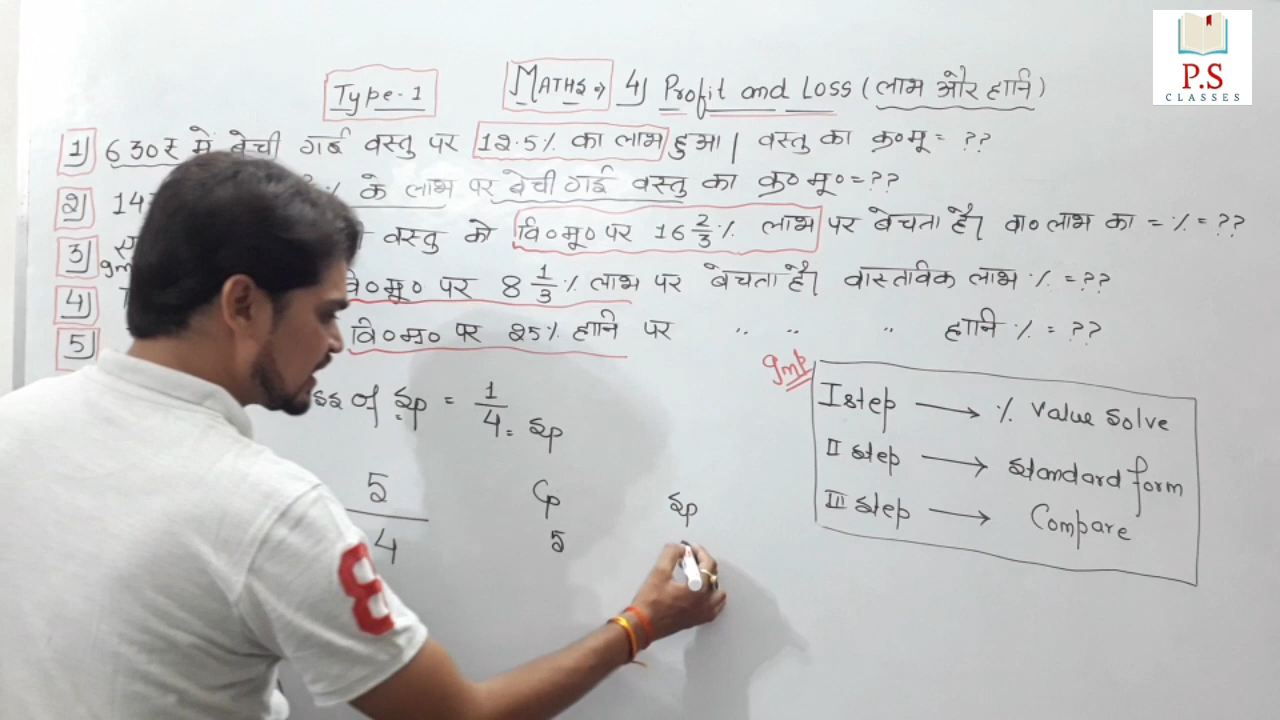 P.S
CLASSES
Type-1
MATHS → 4) Profit and Loss (लाभ और हानि)
1) 630₹ में बेची गई वस्तु पर 12.5% का लाभ हुआ | वस्तु का क्र०मू = ??
2) 14 % के लाभ पर बेची गई वस्तु का क्र० मू० = ??
3) वस्तु को वि०मू० पर 16 2/3 % लाभ पर बेचता है| वा० लाभ का = % = ??
4) वि०मू० पर 8 1/3 % लाभ पर बेचता है| वास्तविक लाभ % = ??
5) वि०मू० पर 25% हानि पर " " " हानि % = ??
Imp
ss of sp = 1/4 = sp
I step → % value solve
II step → standard form
III step → Compare
5/4
Cp sp
5
8